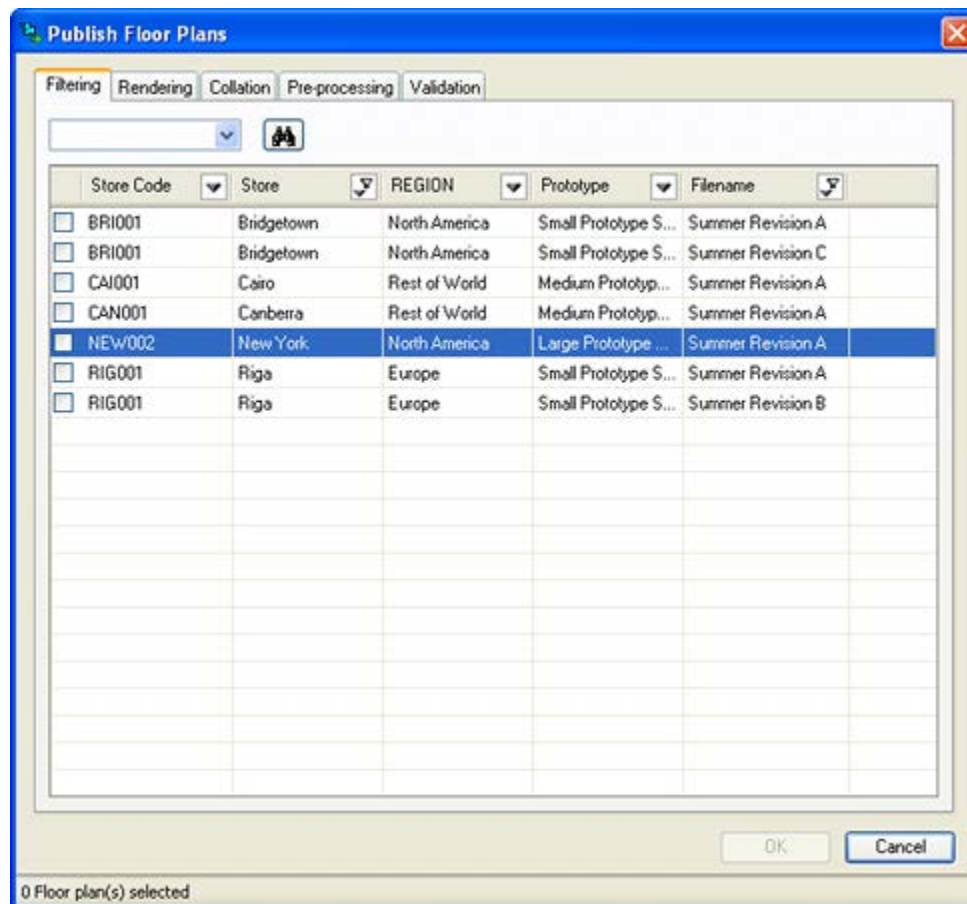 Publish Floor Plans
Filtering Rendering Collation Pre-processing Validation
Store Code Store REGION Prototype Filename
BRI001 Bridgetown North America Small Prototype S... Summer Revision A
BRI001 Bridgetown North America Small Prototype S... Summer Revision C
CAI001 Cairo Rest of World Medium Prototyp... Summer Revision A
CAN001 Canberra Rest of World Medium Prototyp... Summer Revision A
NEW002 New York North America Large Prototype ... Summer Revision A
RIG001 Riga Europe Small Prototype S... Summer Revision A
RIG001 Riga Europe Small Prototype S... Summer Revision B
OK Cancel
0 Floor plan(s) selected